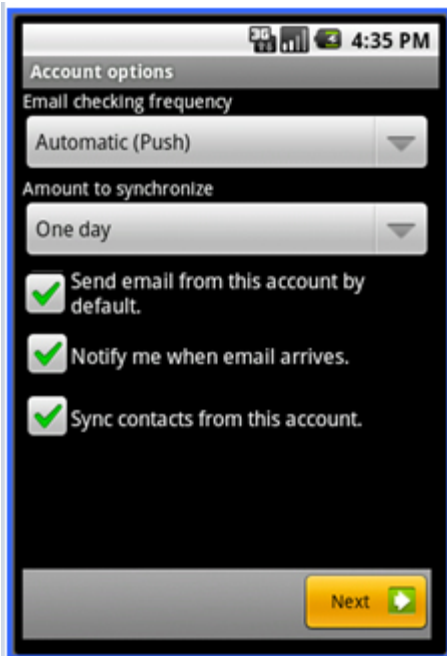 3G 4:35 PM
Account options
Email checking frequency
Automatic (Push)
Amount to synchronize
One day
Send email from this account by
default.
Notify me when email arrives.
Sync contacts from this account.
Next